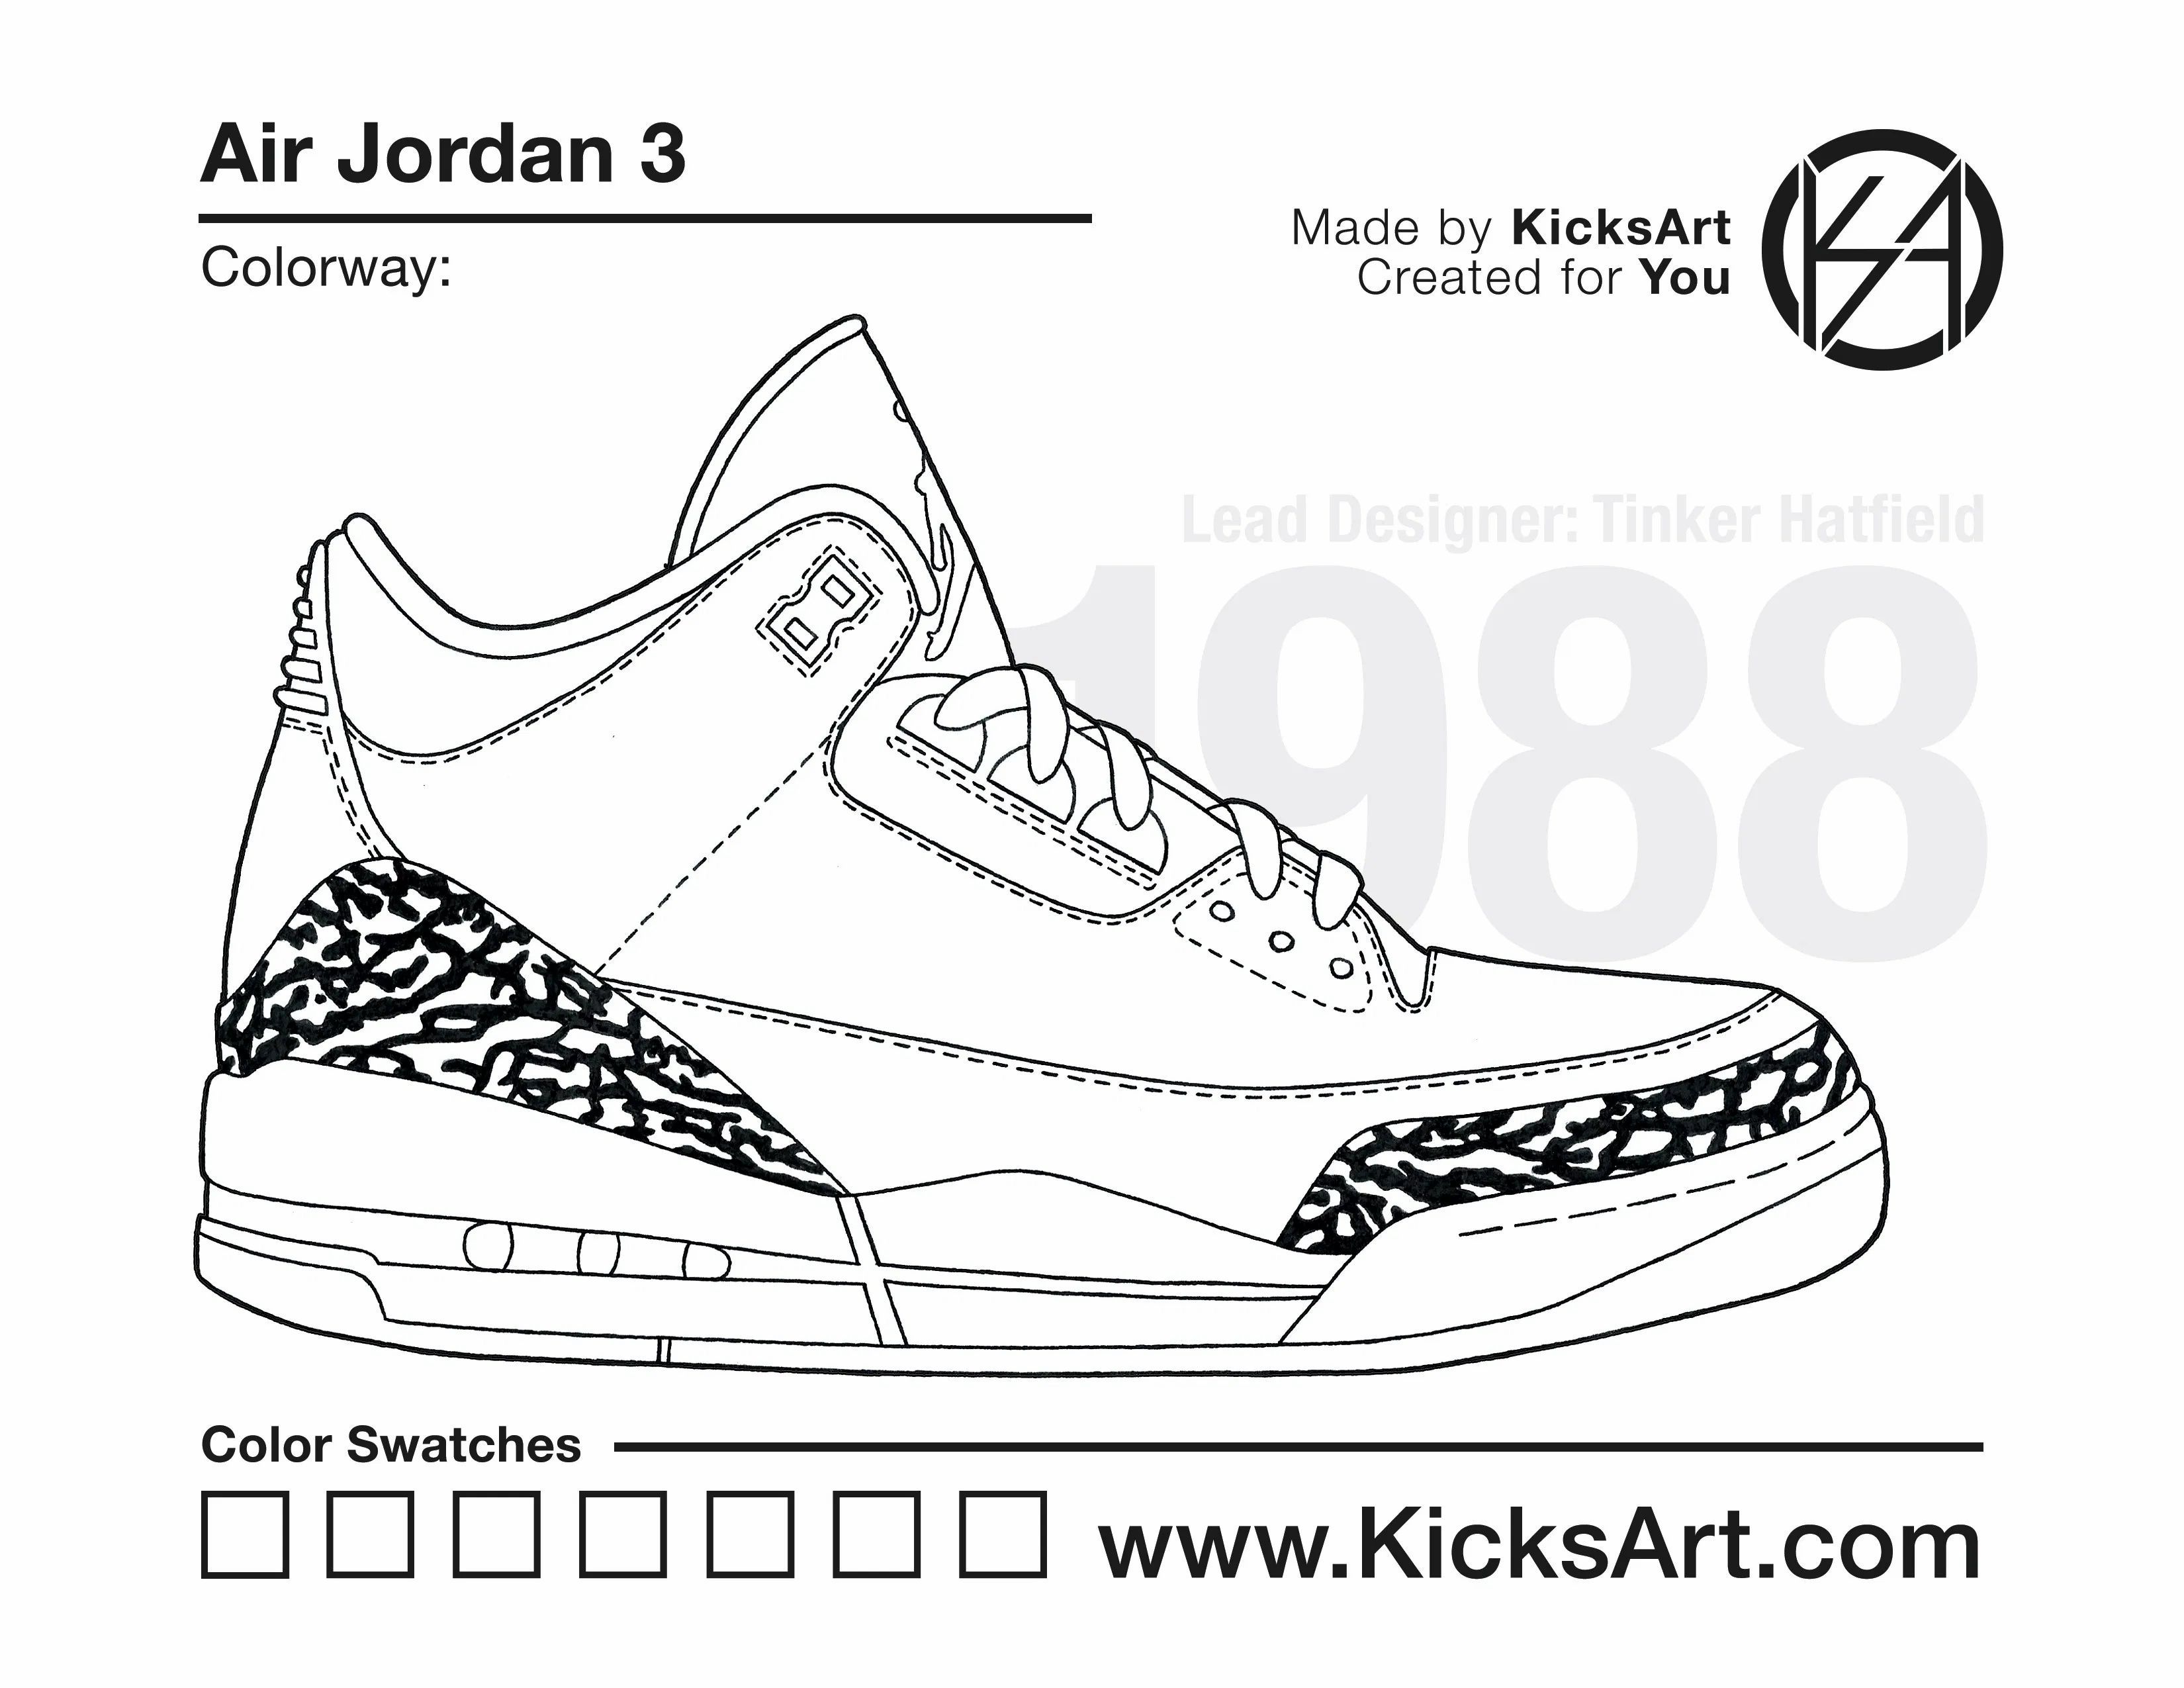 Air Jordan 3
Colorway:
Made by KicksArt
Created for You
KA
Lead Designer: Tinker Hatfield
1988
Color Swatches
www.KicksArt.com